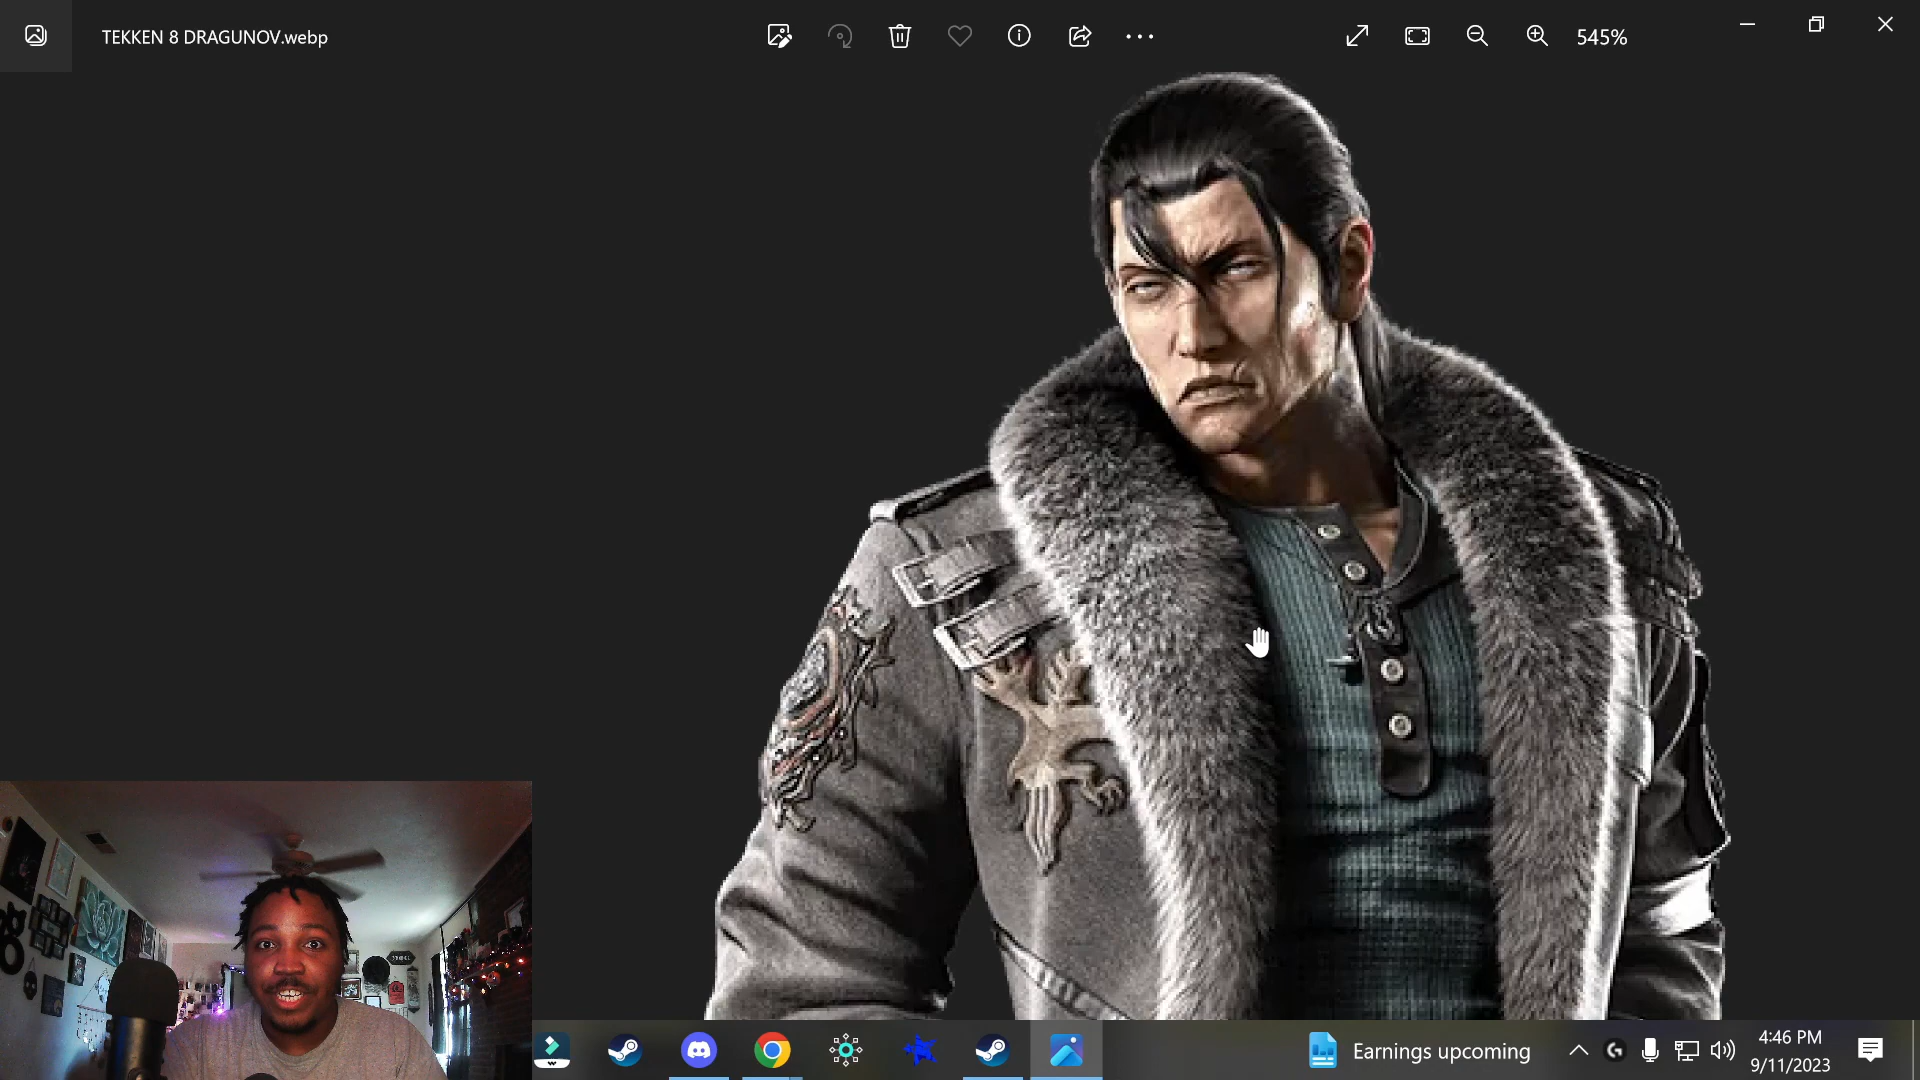 TEKKEN 8 DRAGUNOV.webp
545%
Earnings upcoming
4:46 PM
9/11/2023